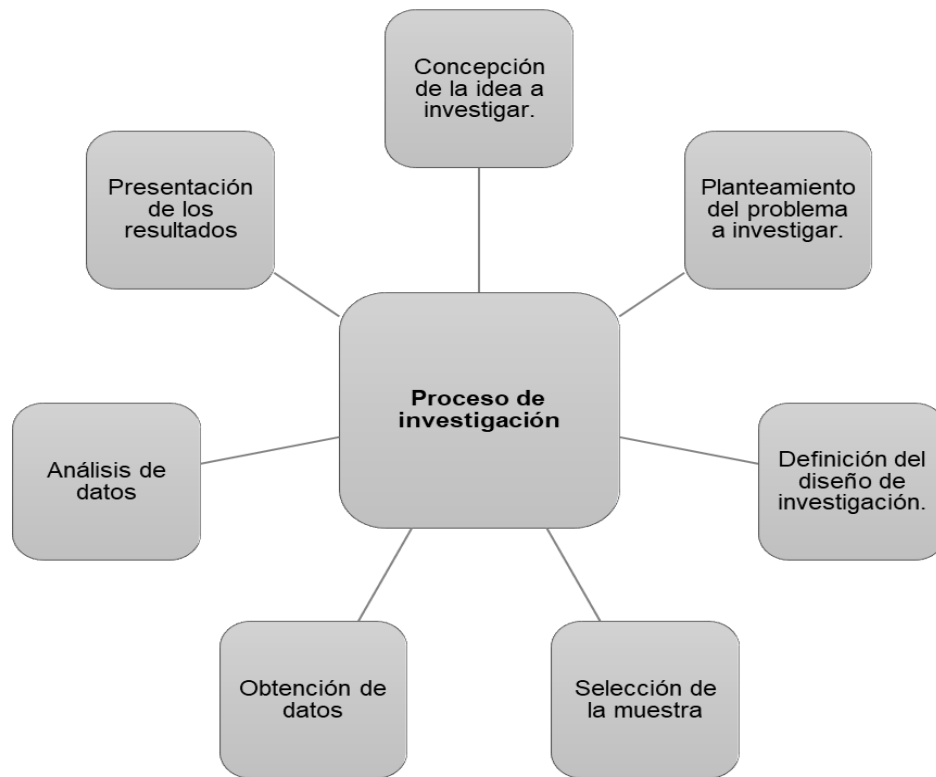 Concepción
de la idea a
investigar.
Planteamiento
del problema
a investigar.
Definición del
diseño de
investigación.
Selección de
la muestra
Obtención de
datos
Análisis de
datos
Presentación
de los
resultados
Proceso de
investigación